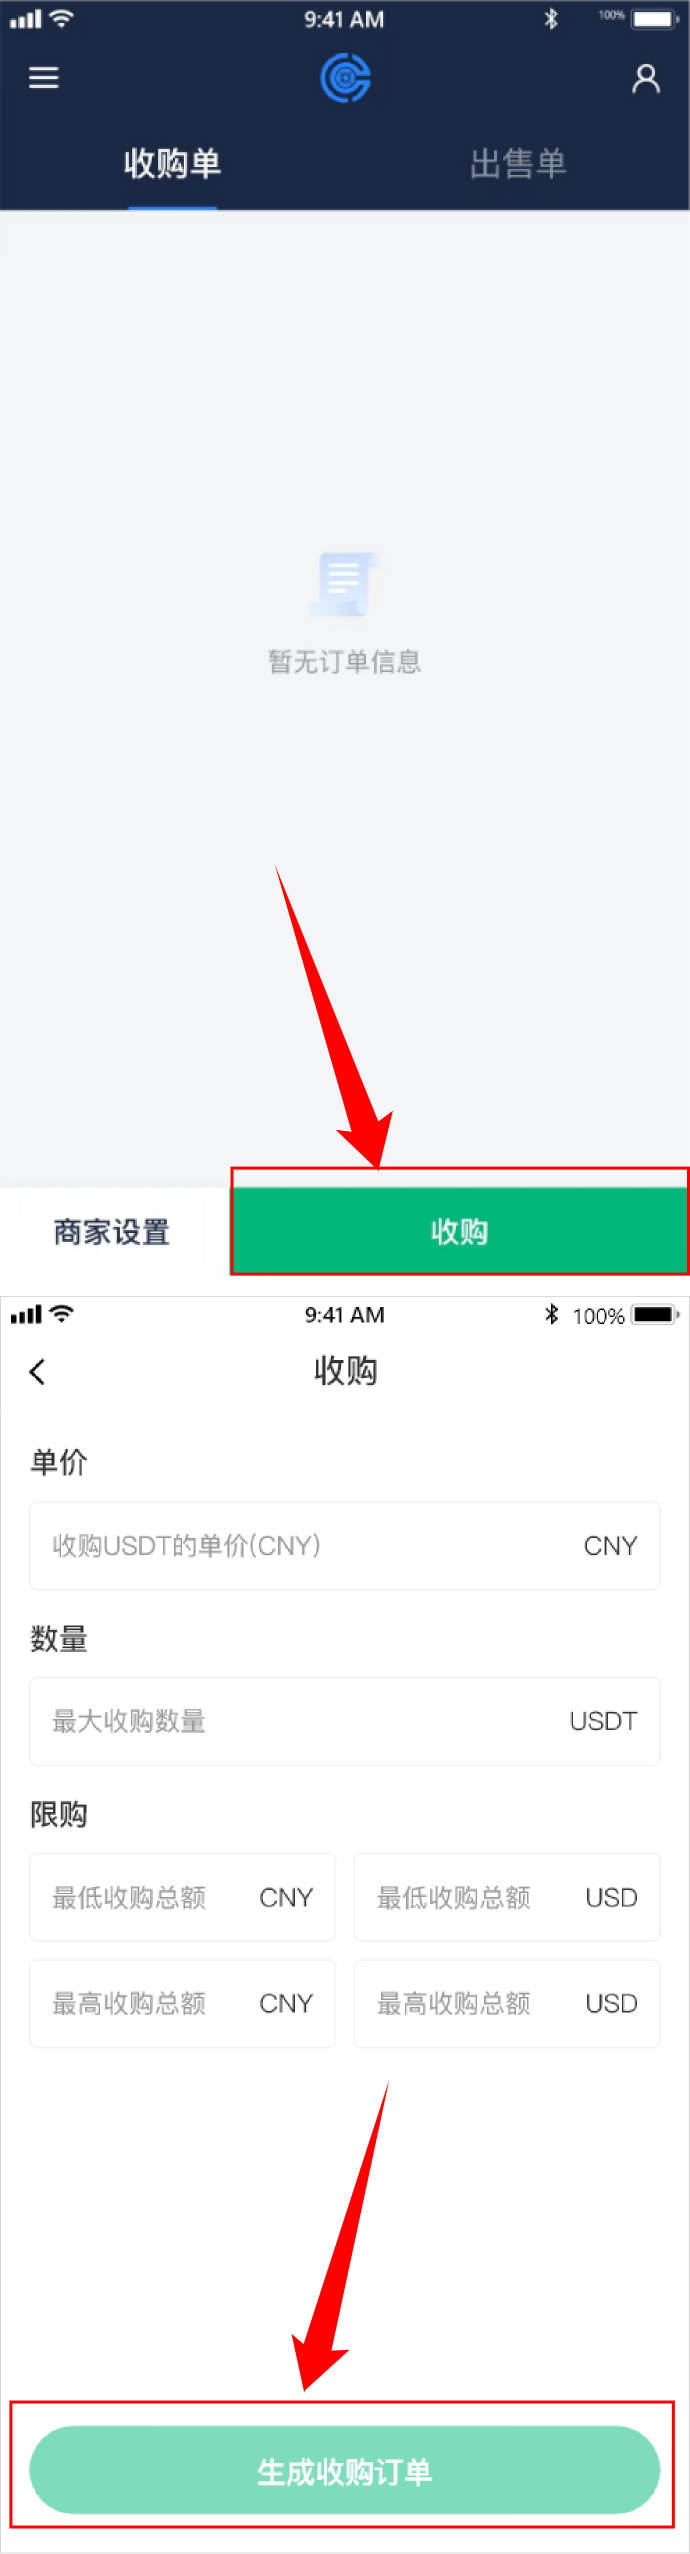 9:41 AM 100%
收购单 出售单
暂无订单信息
商家设置 收购
9:41 AM 100%
收购
单价
收购USDT的单价(CNY) CNY
数量
最大收购数量 USDT
限购
最低收购总额 CNY 最低收购总额 USD
最高收购总额 CNY 最高收购总额 USD
生成收购订单